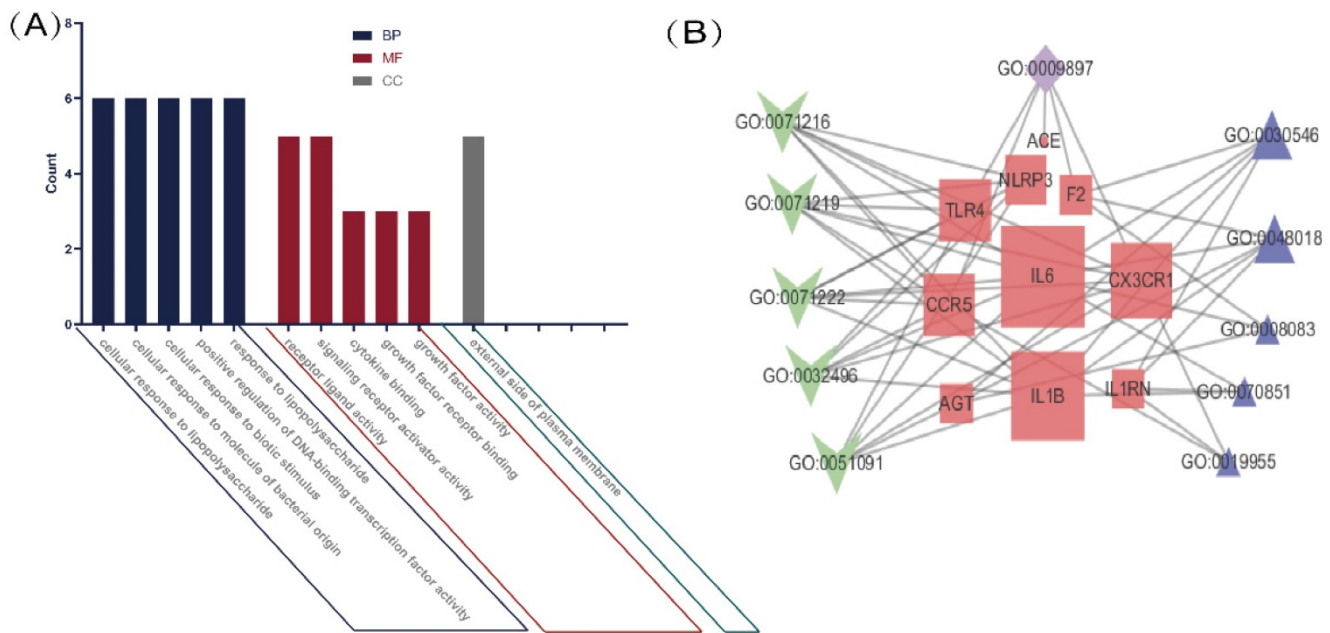 (A)
8
6
4
2
0
Count
BP
MF
CC
cellular response to lipopolysaccharide
cellular response to molecule of bacterial origin
cellular response to biotic stimulus
positive regulation of DNA-binding transcription factor activity
response to lipopolysaccharide
receptor ligand activity
signaling receptor activator activity
cytokine binding
growth factor receptor binding
growth factor activity
external side of plasma membrane
(B)
GO:0009897
GO:0071216
GO:0030546
ACE
NLRP3
F2
TLR4
GO:0071219
GO:0048018
IL6
CX3CR1
CCR5
GO:0071222
GO:0008083
GO:0032496
IL1RN
GO:0070851
AGT
IL1B
GO:0051091
GO:0019955